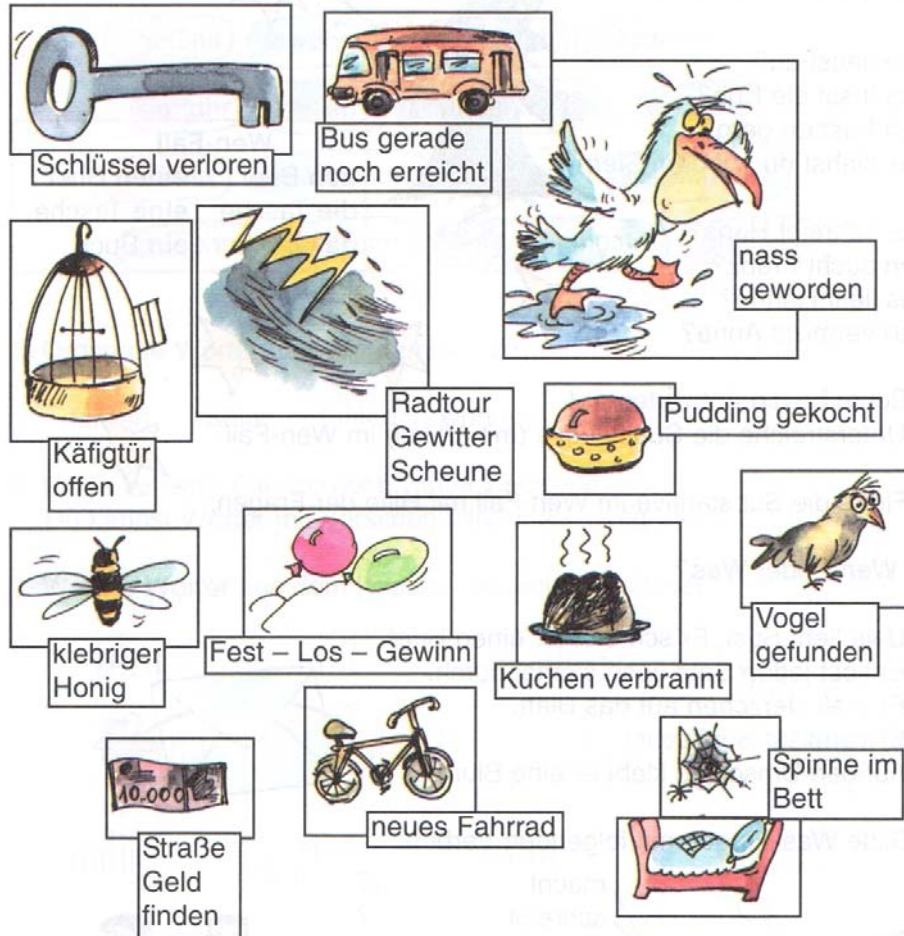 Schlüssel verloren
Bus gerade
noch erreicht
nass
geworden
Käfigtür
offen
Radtour
Gewitter
Scheune
Pudding gekocht
klebriger
Honig
Fest – Los – Gewinn
Kuchen verbrannt
Vogel
gefunden
10.000
Straße
Geld
finden
neues Fahrrad
Spinne im
Bett